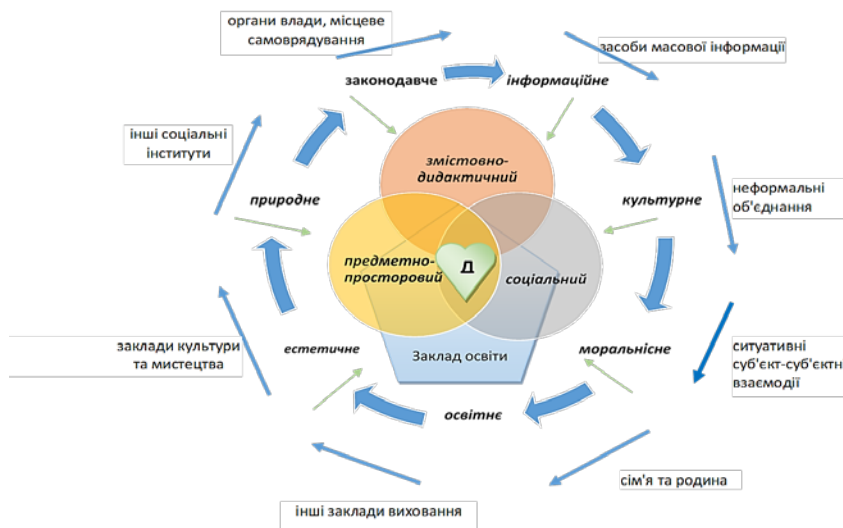 органи влади, місцеве
самоврядування
засоби масової інформації
законодавче
інформаційне
інші соціальні
інститути
змістовно-
дидактичний
природне
культурне
неформальні
об'єднання
предметно-
просторовий
Д
соціальний
заклади культури
та мистецтва
естетичне
Заклад освіти
моральнісне
ситуативні
суб'єкт-суб'єктн
взаємодії
освітнє
сім'я та родина
інші заклади виховання